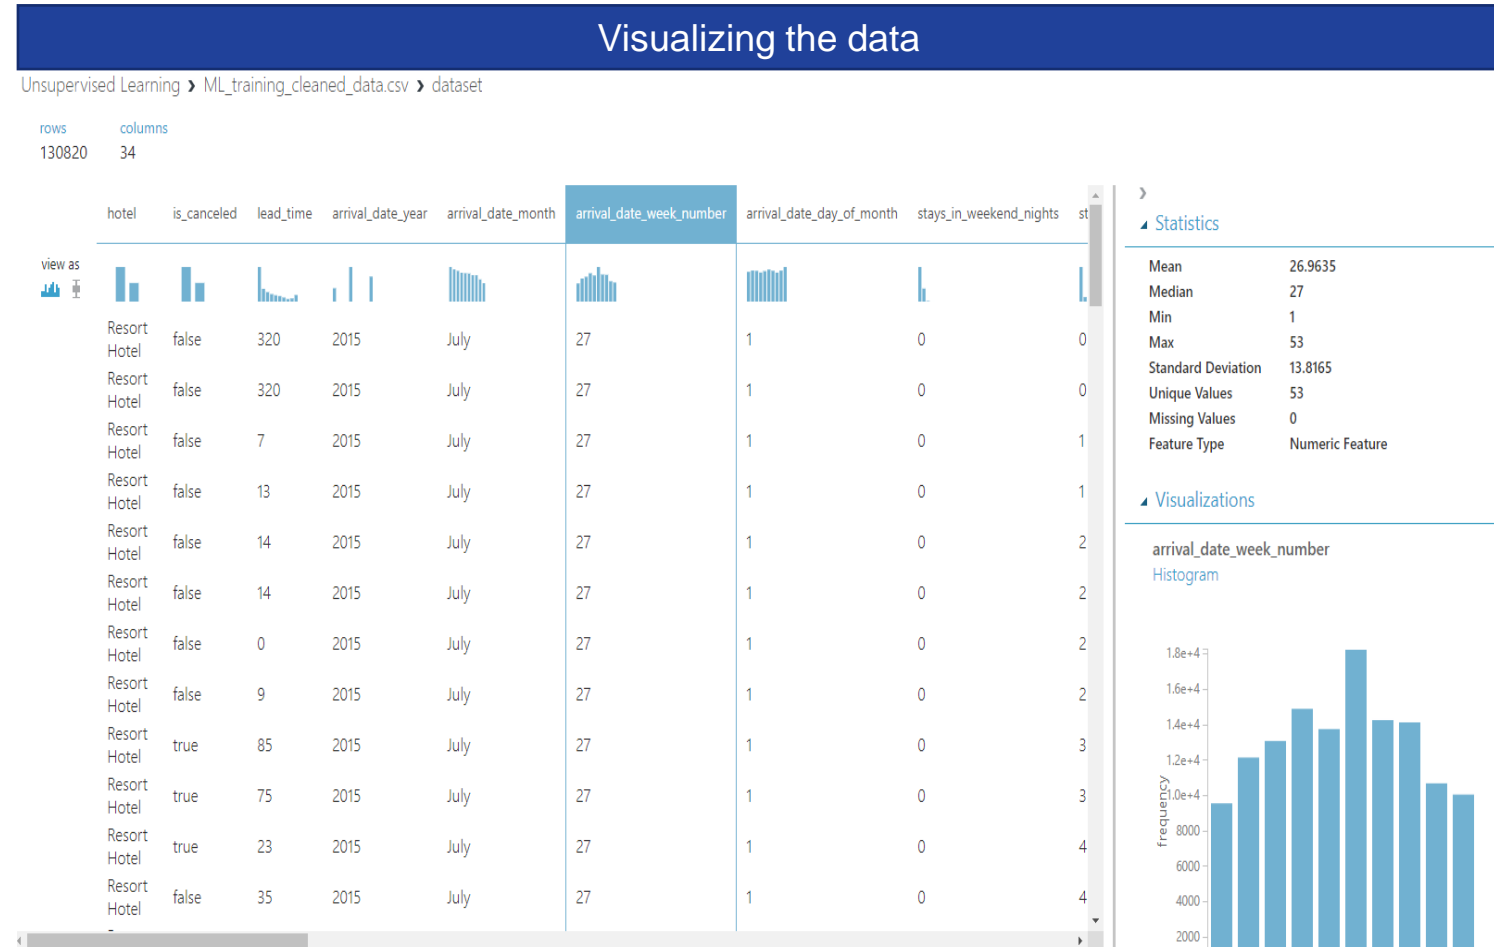 Visualizing the data
Unsupervised Learning ❯ ML_training_cleaned_data.csv ❯ dataset
rows columns
130820 34
hotel is_canceled lead_time arrival_date_year arrival_date_month arrival_date_week_number arrival_date_day_of_month stays_in_weekend_nights st
view as
Resort Hotel false 320 2015 July 27 1 0 0
Resort Hotel false 320 2015 July 27 1 0 0
Resort Hotel false 7 2015 July 27 1 0 1
Resort Hotel false 13 2015 July 27 1 0 1
Resort Hotel false 14 2015 July 27 1 0 2
Resort Hotel false 14 2015 July 27 1 0 2
Resort Hotel false 0 2015 July 27 1 0 2
Resort Hotel false 9 2015 July 27 1 0 2
Resort Hotel true 85 2015 July 27 1 0 3
Resort Hotel true 75 2015 July 27 1 0 3
Resort Hotel true 23 2015 July 27 1 0 4
Resort Hotel false 35 2015 July 27 1 0 4
Statistics
Mean 26.9635
Median 27
Min 1
Max 53
Standard Deviation 13.8165
Unique Values 53
Missing Values 0
Feature Type Numeric Feature
Visualizations
arrival_date_week_number
Histogram
1.8e+4
1.6e+4
1.4e+4
1.2e+4
1.0e+4
8000
6000
4000
2000
frequency